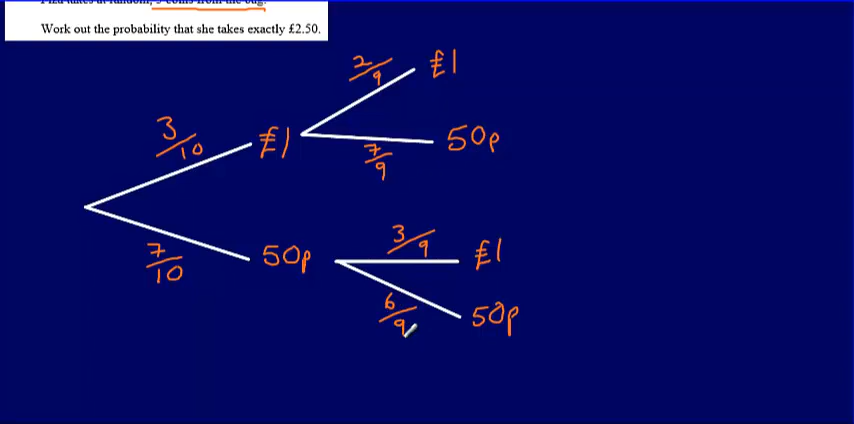 Work out the probability that she takes exactly £2.50.
2/9
£1
3/10
£1
7/9
50p
7/10
50p
3/9
£1
6/9
50p